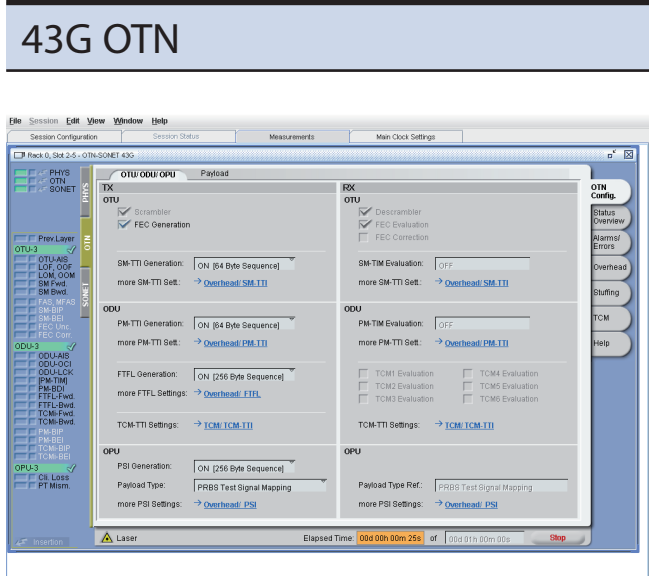 43G OTN
File Session Edit View Window Help
Session Configuration Session Status Measurements Main Clock Settings
Rack 0, Slot 2-5 - OTN-SONET 43G
PHYS
OTN
SONET
Prev.Layer
OTU-3
OTU-AIS
LOF, OOF
LOM, OOM
SM Fwd.
SM Bwd.
FAS, MFAS
SM-BIP
SM-BEI
FEC Unc.
FEC Corr.
ODU-3
ODU-AIS
ODU-OCI
ODU-LCK
[PM-TIM]
PM-BDI
FTFL-Fwd.
FTFL-Bwd.
TCMi-Fwd.
TCMi-Bwd.
PM-BIP
PM-BEI
TCMi-BIP
TCMi-BEI
OPU-3
Cli. Loss
PT Mism.
Insertion
PHYS
OTN
SONET
OTU/ ODU/ OPU Payload
TX
OTU
Scrambler
FEC Generation
SM-TTI Generation: ON [64 Byte Sequence]
more SM-TTI Sett.: Overhead/ SM-TTI
ODU
PM-TTI Generation: ON [64 Byte Sequence]
more PM-TTI Sett.: Overhead/ PM-TTI
FTFL Generation: ON [256 Byte Sequence]
more FTFL Settings: Overhead/ FTFL
TCM-TTI Settings: TCM/ TCM-TTI
OPU
PSI Generation: ON [256 Byte Sequence]
Payload Type: PRBS Test Signal Mapping
more PSI Settings: Overhead/ PSI
RX
OTU
Descrambler
FEC Evaluation
FEC Correction
SM-TIM Evaluation: OFF
more SM-TTI Sett.: Overhead/ SM-TTI
ODU
PM-TIM Evaluation: OFF
more PM-TTI Sett.: Overhead/ PM-TTI
TCM1 Evaluation TCM4 Evaluation
TCM2 Evaluation TCM5 Evaluation
TCM3 Evaluation TCM6 Evaluation
TCM-TTI Settings: TCM/ TCM-TTI
OPU
Payload Type Ref.: PRBS Test Signal Mapping
more PSI Settings: Overhead/ PSI
OTN
Config.
Status
Overview
Alarms/
Errors
Overhead
Stuffing
TCM
Help
Laser Elapsed Time: 00d 00h 00m 25s of 00d 01h 00m 00s Stop